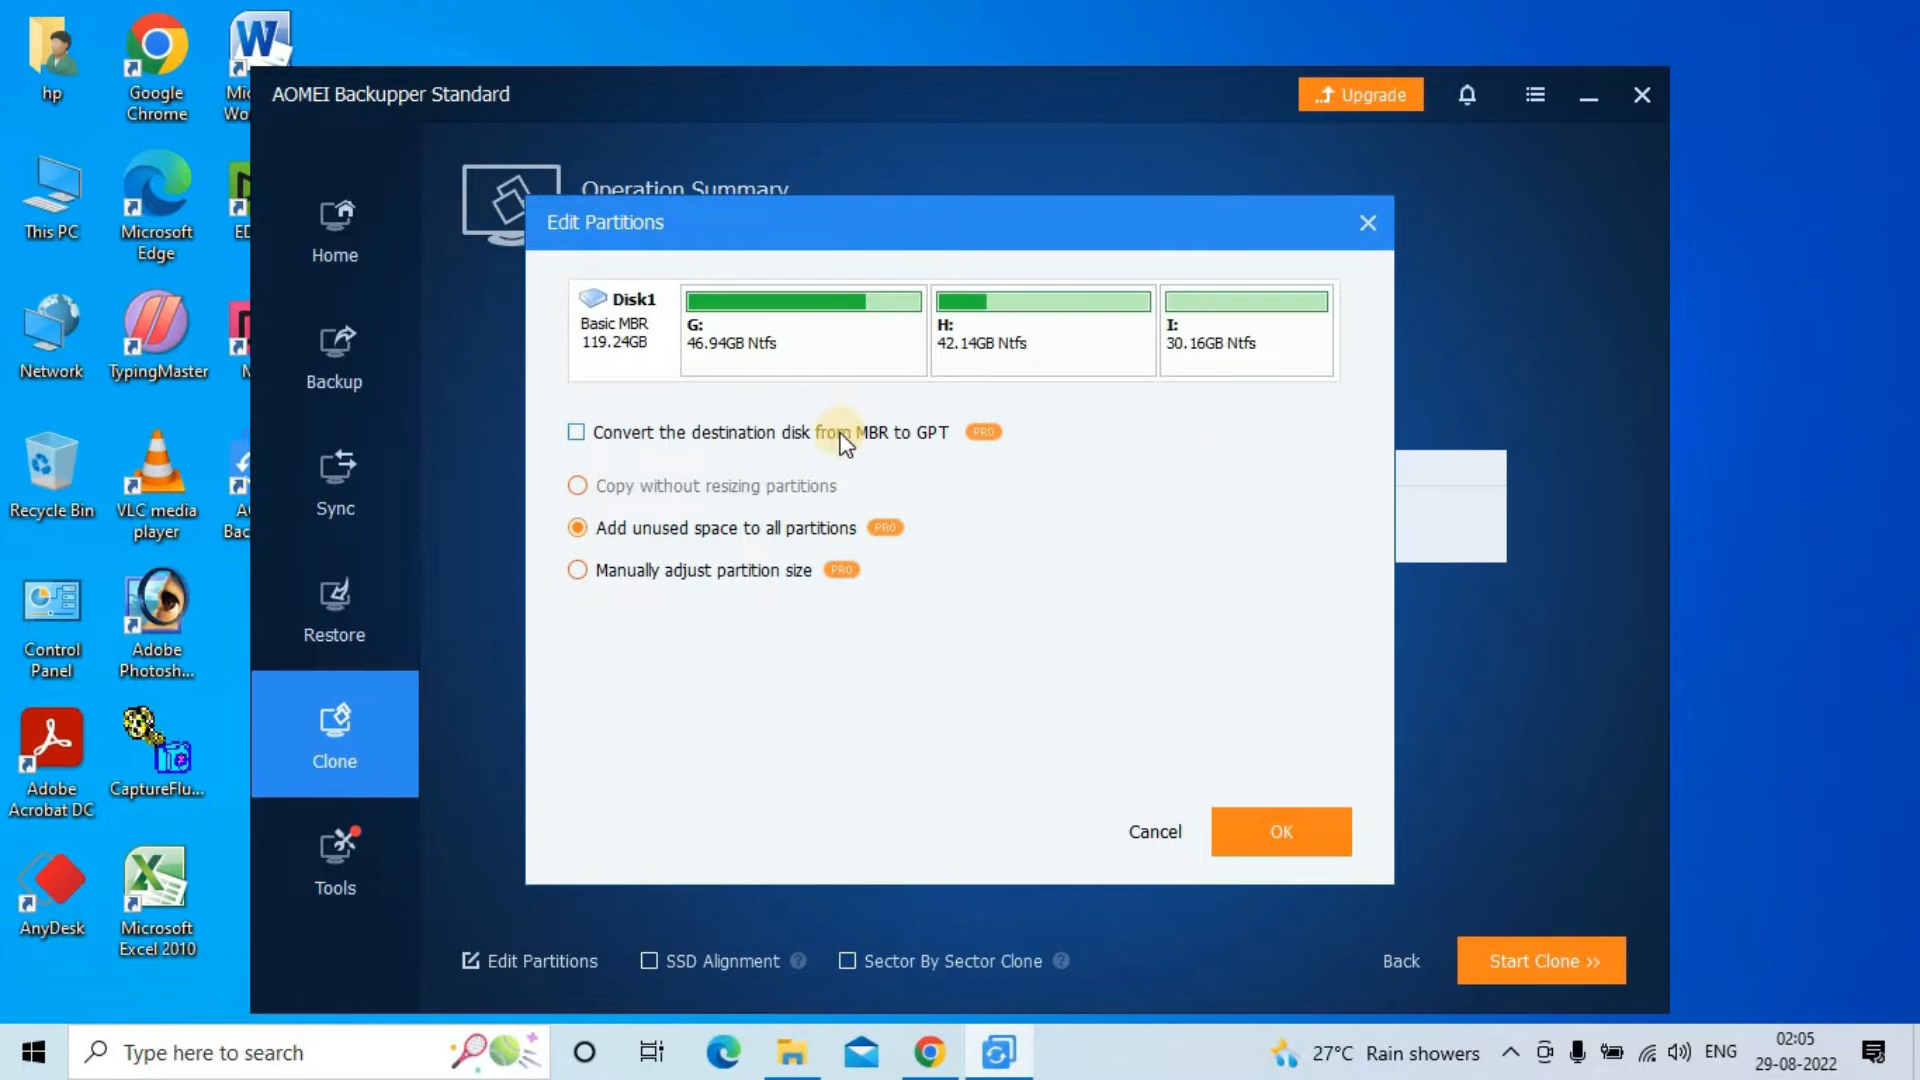 hp
Google
Chrome
Mic
Wo
This PC
Microsoft
Edge
ED
Network
TypingMaster
M
Recycle Bin
VLC media
player
A
Bac
Control
Panel
Adobe
Photosh...
Adobe
Acrobat DC
CaptureFlu...
AnyDesk
Microsoft
Excel 2010
AOMEI Backupper Standard
Upgrade
Home
Backup
Sync
Restore
Clone
Tools
Operation Summary
Edit Partitions
Disk1
Basic MBR
119.24GB
G:
46.94GB Ntfs
H:
42.14GB Ntfs
I:
30.16GB Ntfs
Convert the destination disk from MBR to GPT PRO
Copy without resizing partitions
Add unused space to all partitions PRO
Manually adjust partition size PRO
Cancel
OK
Edit Partitions
SSD Alignment ?
Sector By Sector Clone ?
Back
Start Clone >>
Type here to search
27°C Rain showers
ENG
02:05
29-08-2022